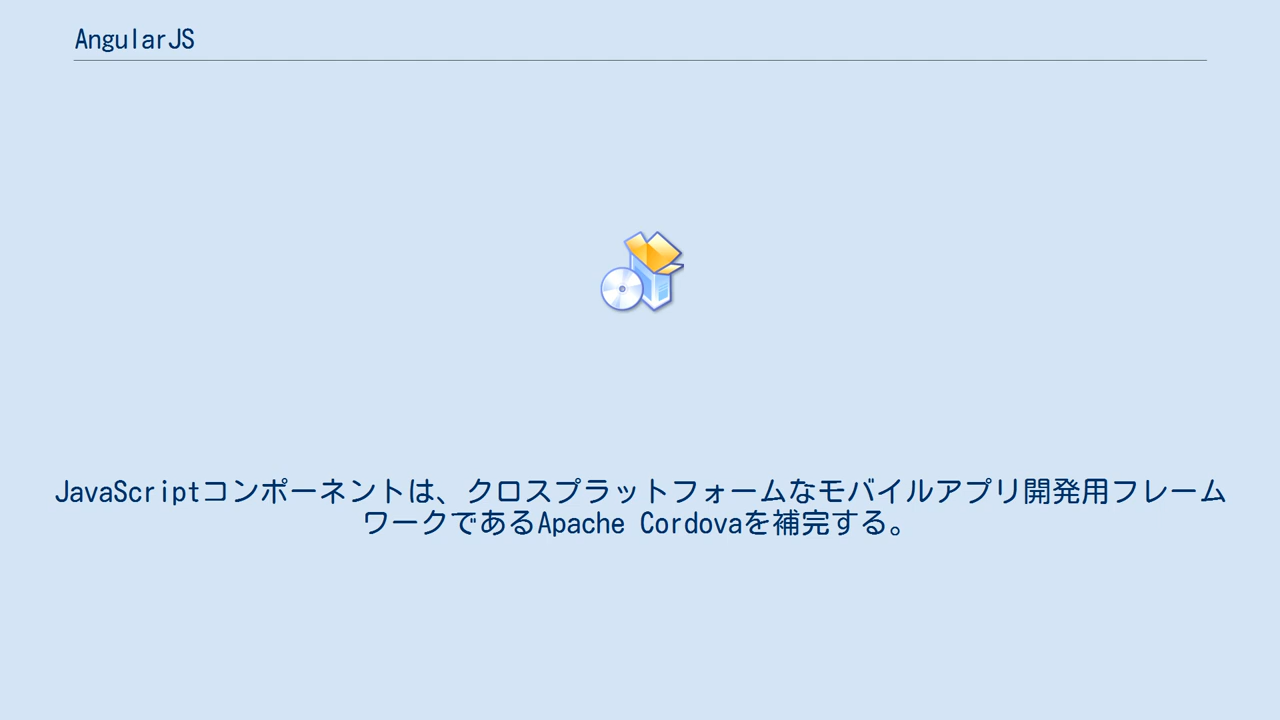 AngularJS
JavaScriptコンポーネントは、クロスプラットフォームなモバイルアプリ開発用フレーム
ワークであるApache Cordovaを補完する。